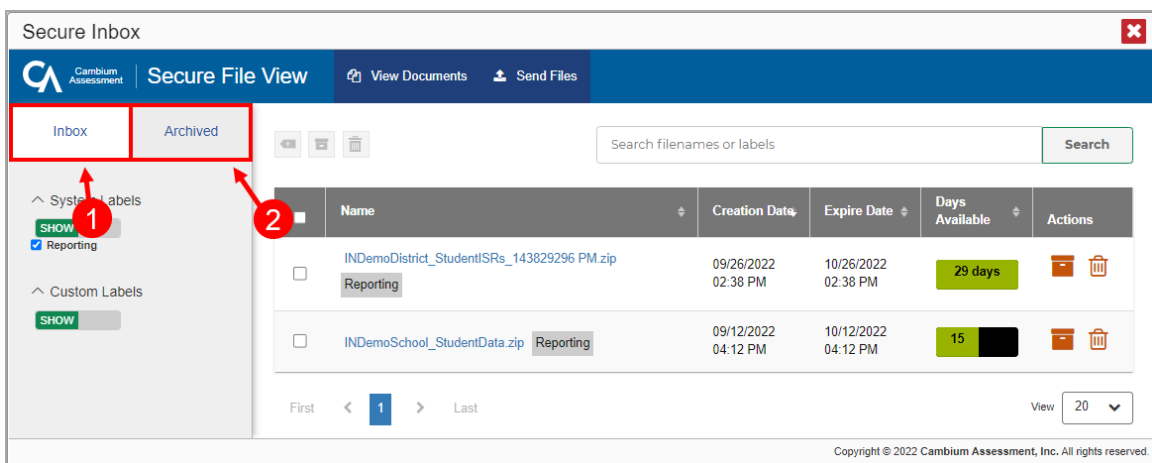 Secure Inbox
CA Cambium Assessment Secure File View View Documents Send Files
Inbox Archived
Search filenames or labels Search
1 2
System Labels
SHOW
Reporting
Custom Labels
SHOW
Name Creation Date Expire Date Days Available Actions
INDemoDistrict_StudentISRs_143829296 PM.zip
Reporting
09/26/2022 02:38 PM
10/26/2022 02:38 PM
29 days
INDemoSchool_StudentData.zip Reporting
09/12/2022 04:12 PM
10/12/2022 04:12 PM
15
First 1 Last
View 20
Copyright © 2022 Cambium Assessment, Inc. All rights reserved.